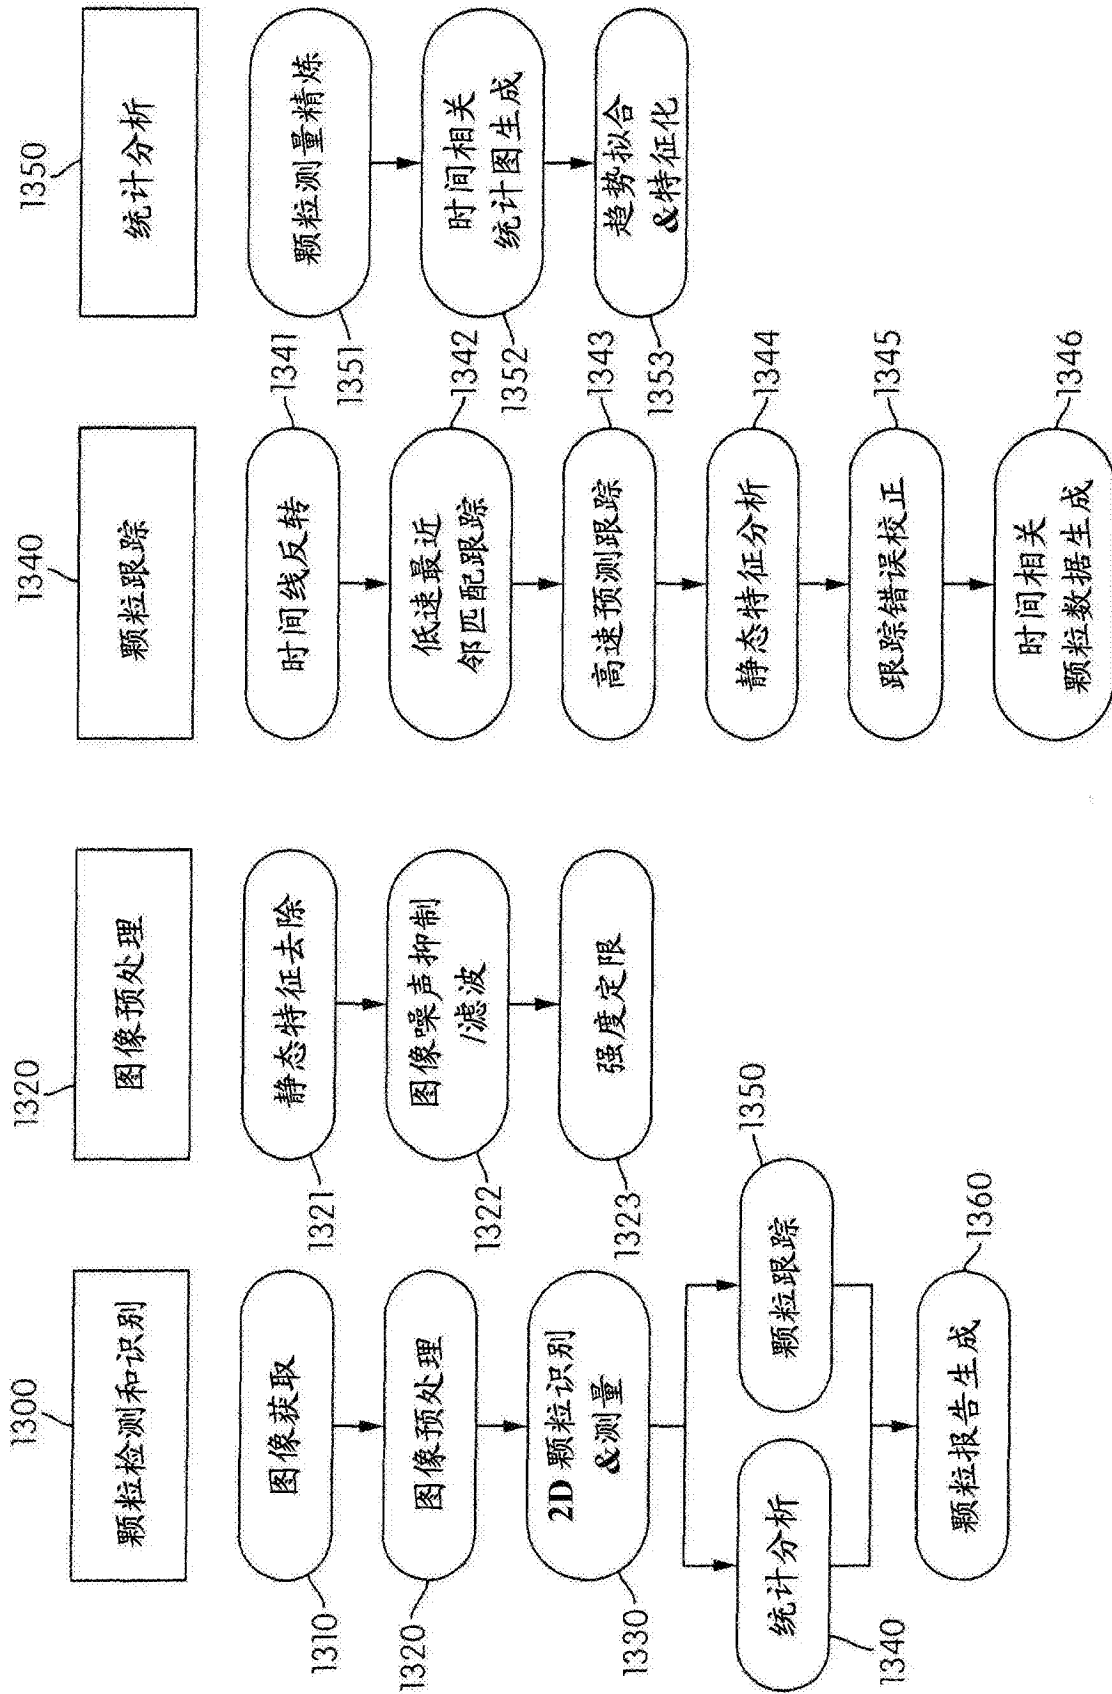 1300
颗粒检测和识别
1310
图像获取
1320
图像预处理
1330
2D 颗粒识别
&测量
1340
统计分析
1350
颗粒跟踪
1360
颗粒报告生成
1320
图像预处理
1321
静态特征去除
1322
图像噪声抑制
/滤波
1323
强度定限
1340
颗粒跟踪
1341
时间线反转
1342
低速最近
邻匹配跟踪
1343
高速预测跟踪
1344
静态特征分析
1345
跟踪错误校正
1346
时间相关
颗粒数据生成
1350
统计分析
1351
颗粒测量精炼
1352
时间相关
统计图生成
1353
趋势拟合
&特征化